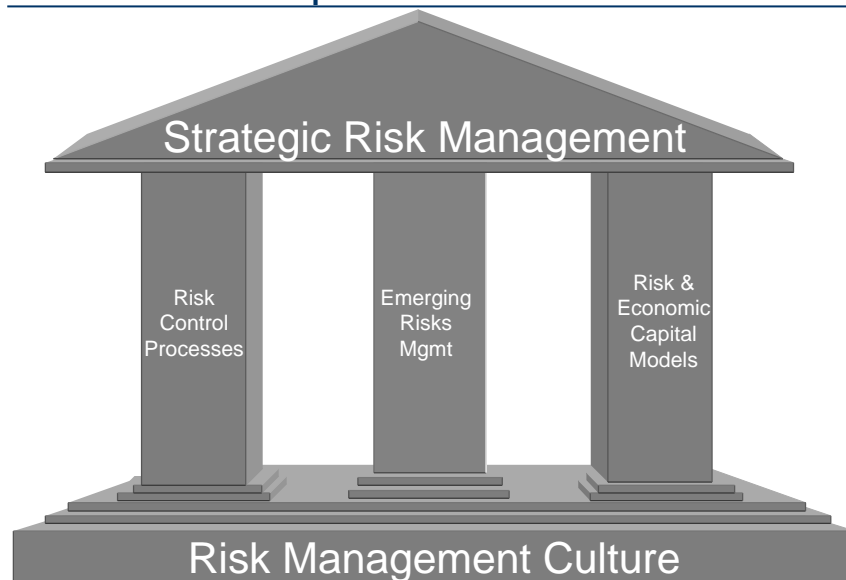 Strategic Risk Management
Risk
Control
Processes
Emerging
Risks
Mgmt
Risk &
Economic
Capital
Models
Risk Management Culture